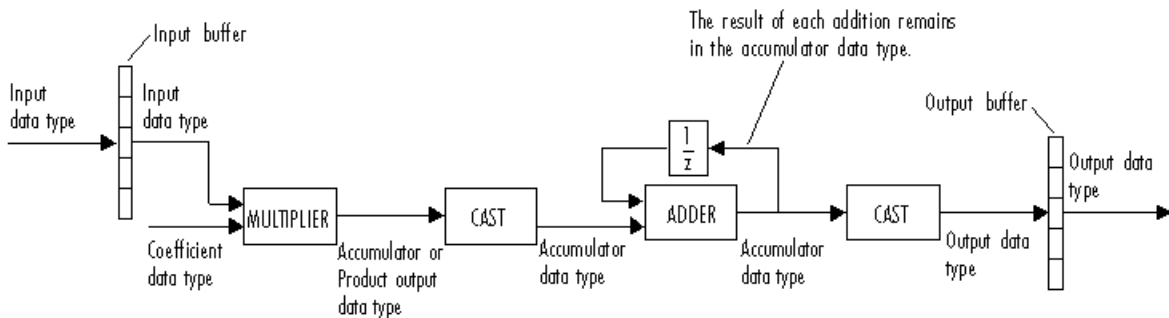 The result of each addition remains
in the accumulator data type.
Input buffer
Input
data type
Input
data type
Output buffer
1
z
Output data
type
MULTIPLIER
CAST
ADDER
CAST
Coefficient
data type
Accumulator or
Product output
data type
Accumulator
data type
Accumulator
data type
Output data
type